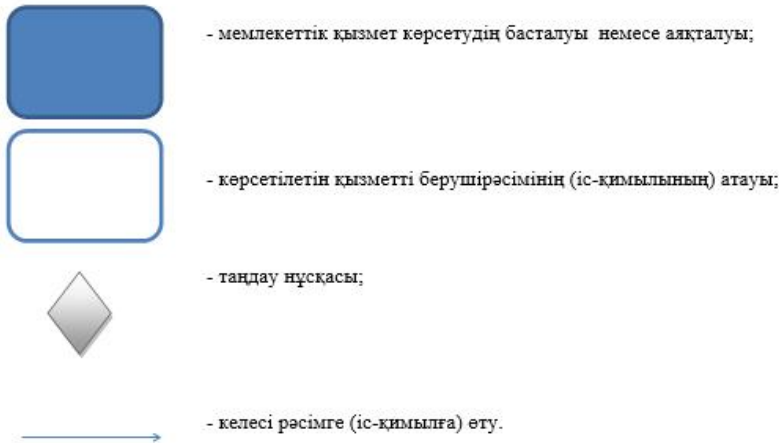 - мемлекеттік қызмет көрсетудің басталуы немесе аяқталуы;
- көрсетілетін қызметті берушірәсімінің (іс-қимылының) атауы;
- таңдау нұсқасы;
- келесі рәсімге (іс-қимылға) өту.